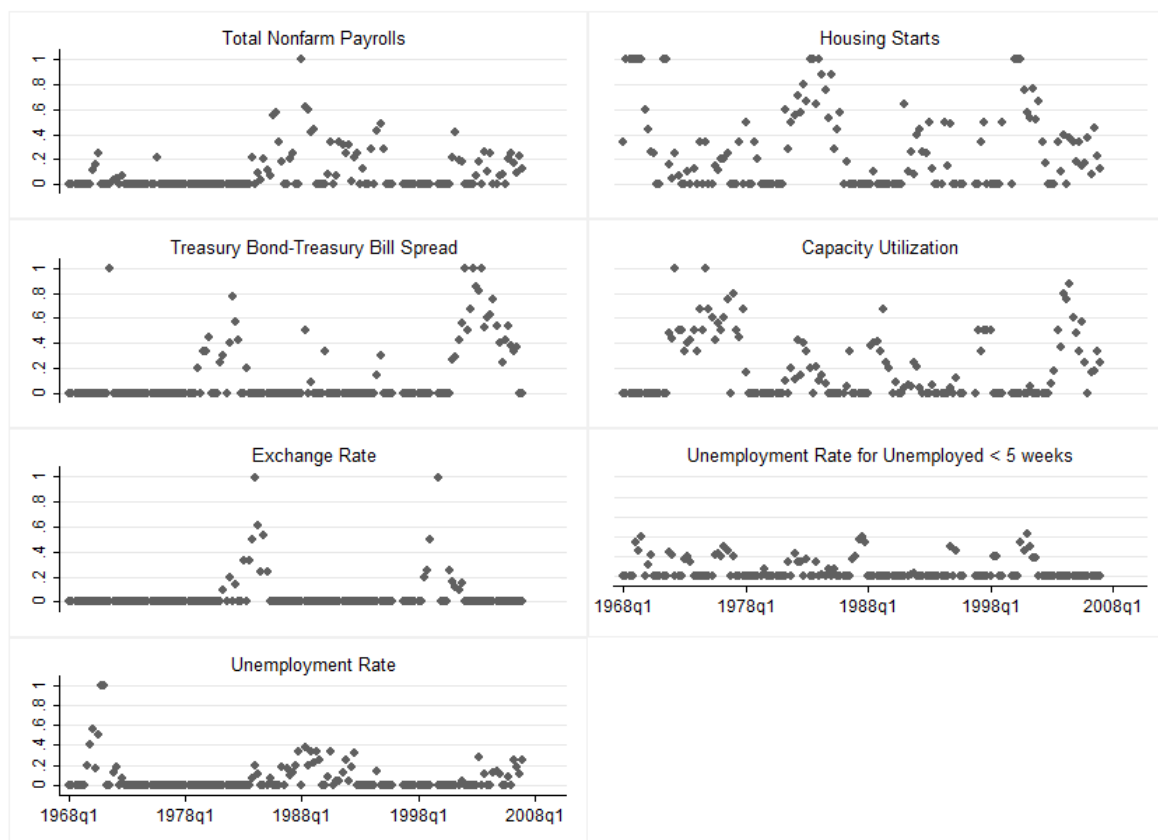 Total Nonfarm Payrolls
1
.8
.6
.4
.2
0
Housing Starts
Treasury Bond-Treasury Bill Spread
1
.8
.6
.4
.2
0
Capacity Utilization
Exchange Rate
1
.8
.6
.4
.2
0
Unemployment Rate for Unemployed < 5 weeks
1968q1 1978q1 1988q1 1998q1 2008q1
Unemployment Rate
1
.8
.6
.4
.2
0
1968q1 1978q1 1988q1 1998q1 2008q1